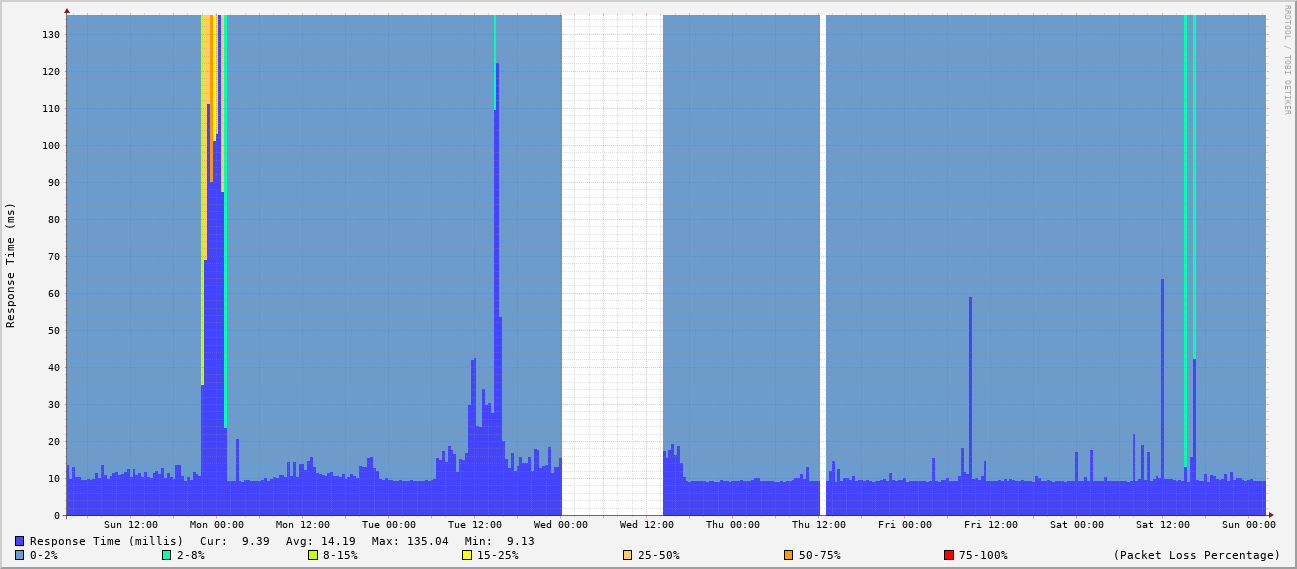 RRDTOOL / TOBI OETIKER
Response Time (ms)
130
120
110
100
90
80
70
60
50
40
30
20
10
0
Sun 12:00 Mon 00:00 Mon 12:00 Tue 00:00 Tue 12:00 Wed 00:00 Wed 12:00 Thu 00:00 Thu 12:00 Fri 00:00 Fri 12:00 Sat 00:00 Sat 12:00 Sun 00:00
Response Time (millis) Cur: 9.39 Avg: 14.19 Max: 135.04 Min: 9.13
0-2% 2-8% 8-15% 15-25% 25-50% 50-75% 75-100% (Packet Loss Percentage)